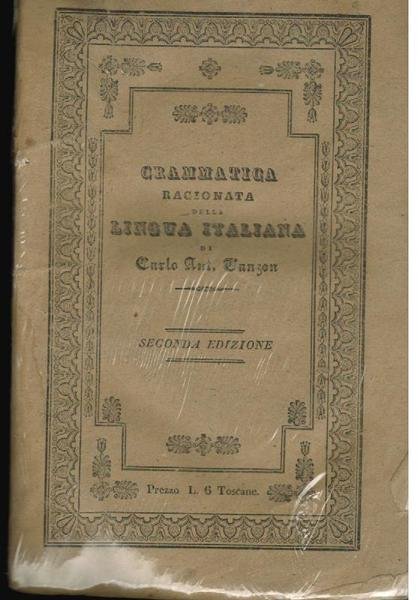 GRAMMATICA
RAGIONATA
DELLA
LINGUA ITALIANA
DI
Carlo Ant. Vanzon
SECONDA EDIZIONE
Prezzo L. 6 Toscane.